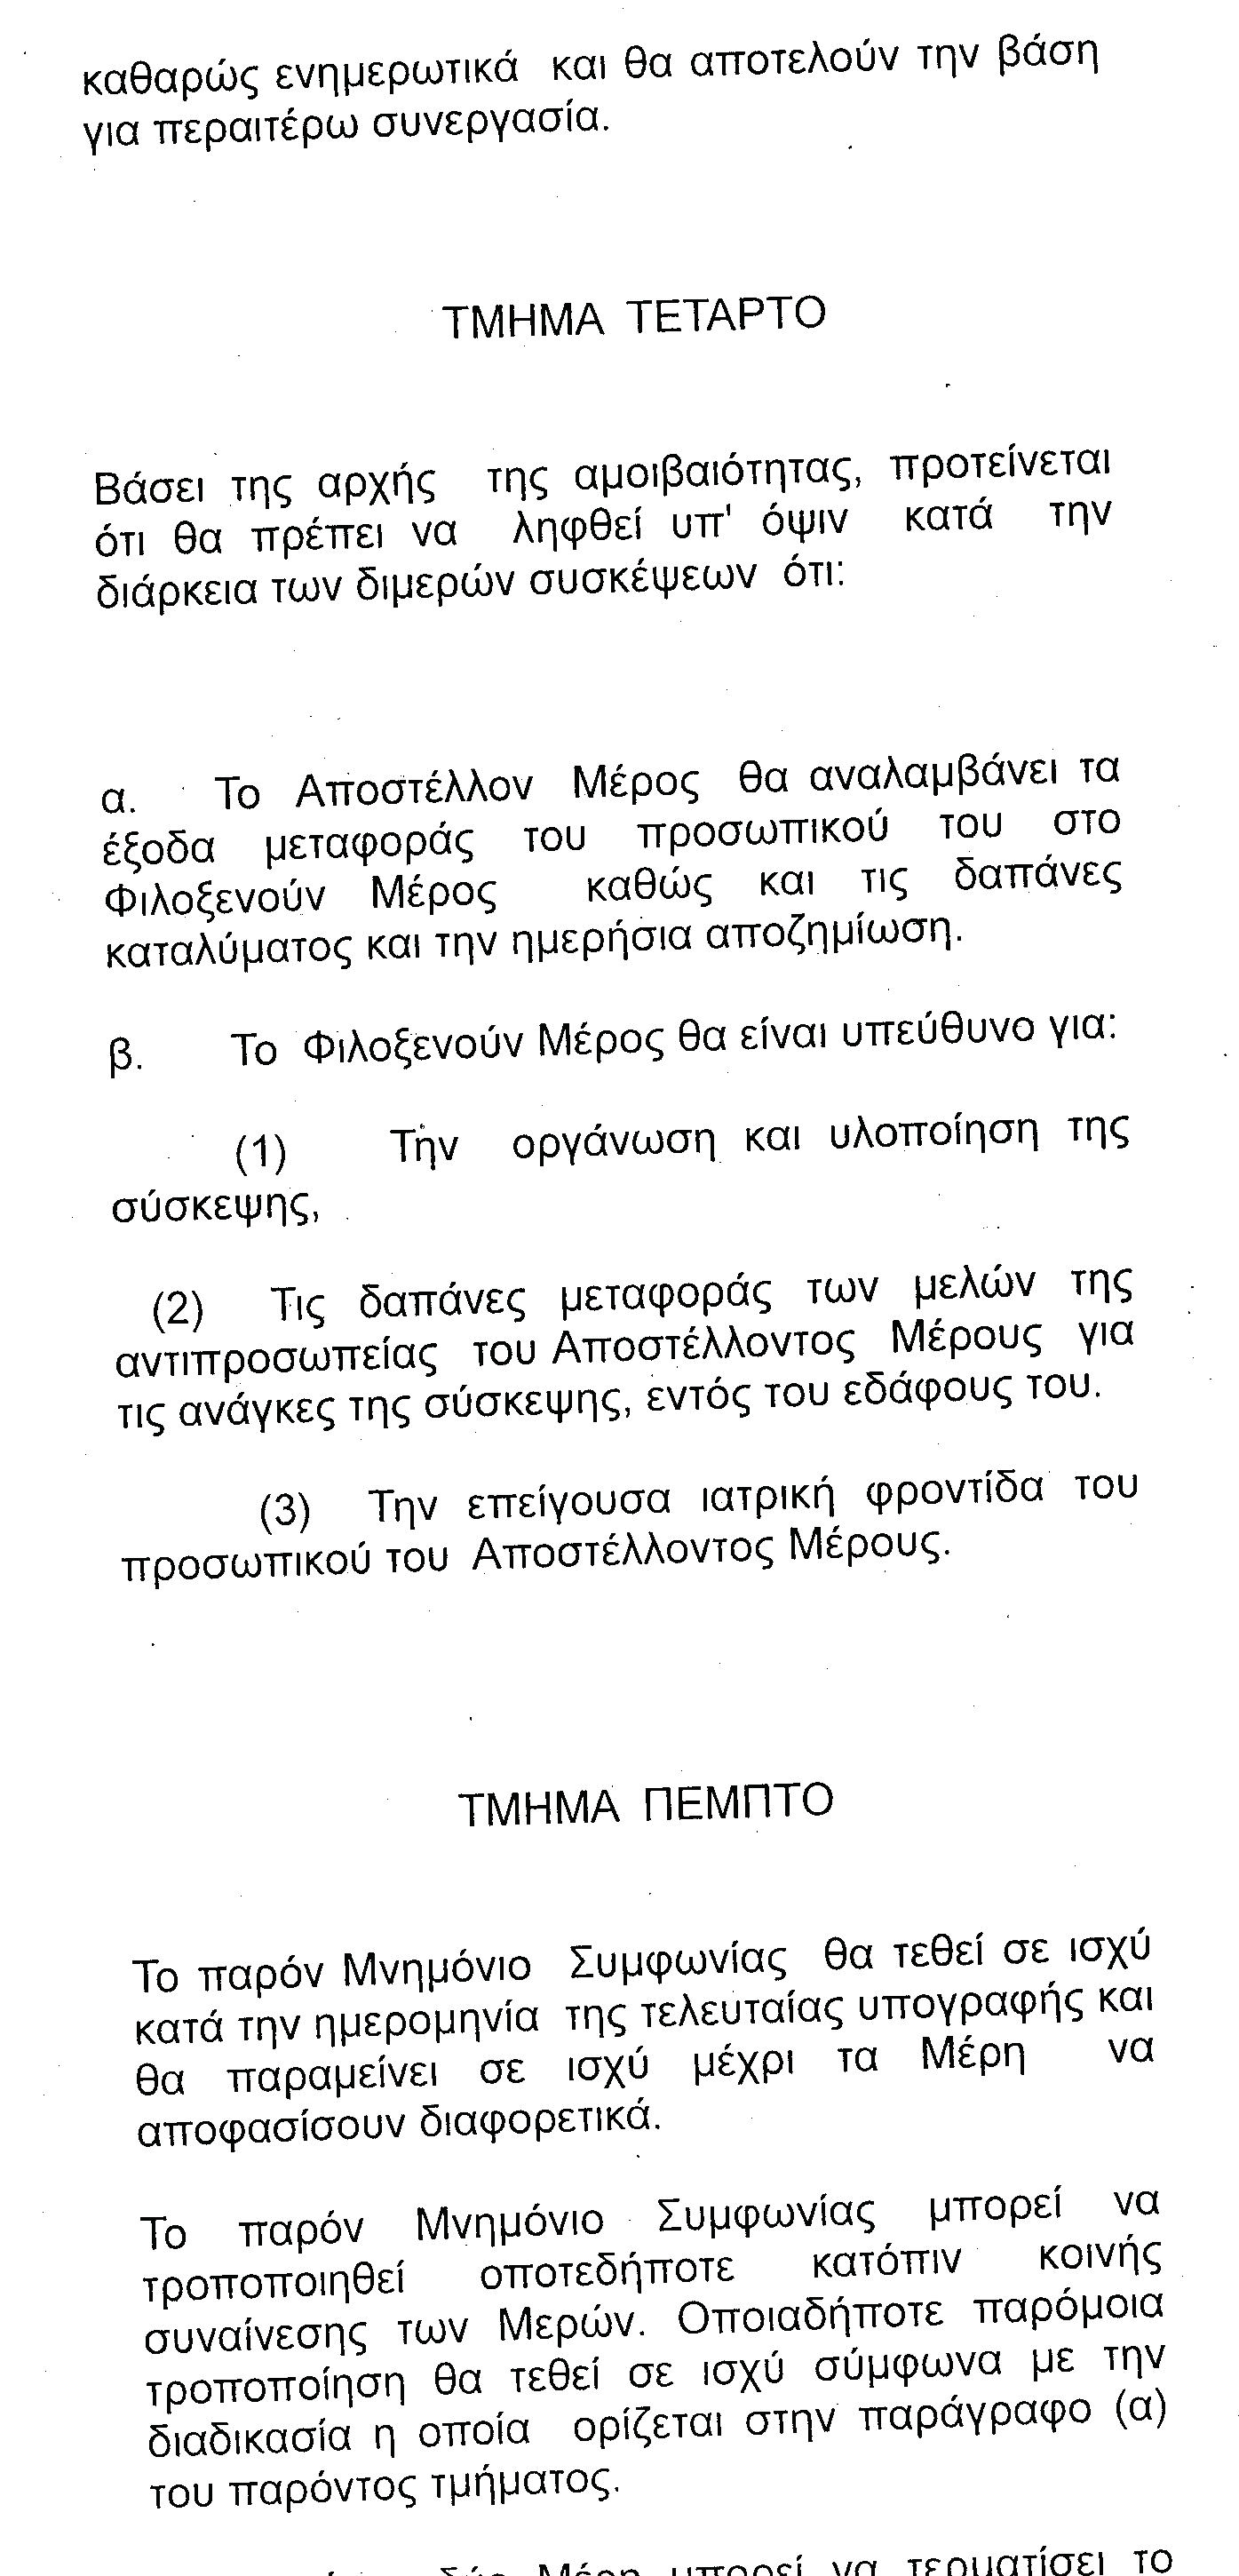 καθαρώς ενημερωτικά και θα αποτελούν την βάση
για περαιτέρω συνεργασία.
ΤΜΗΜΑ ΤΕΤΑΡΤΟ
Βάσει της αρχής της αμοιβαιότητας, προτείνεται
ότι θα πρέπει να ληφθεί υπ' όψιν κατά την
διάρκεια των διμερών συσκέψεων ότι:
α. Το Αποστέλλον Μέρος θα αναλαμβάνει τα
έξοδα μεταφοράς του προσωπικού του στο
Φιλοξενούν Μέρος καθώς και τις δαπάνες
καταλύματος και την ημερήσια αποζημίωση.
β. Το Φιλοξενούν Μέρος θα είναι υπεύθυνο για:
(1) Την οργάνωση και υλοποίηση της
σύσκεψης,
(2) Τις δαπάνες μεταφοράς των μελών της
αντιπροσωπείας του Αποστέλλοντος Μέρους για
τις ανάγκες της σύσκεψης, εντός του εδάφους του.
(3) Την επείγουσα ιατρική φροντίδα του
προσωπικού του Αποστέλλοντος Μέρους.
ΤΜΗΜΑ ΠΕΜΠΤΟ
Το παρόν Μνημόνιο Συμφωνίας θα τεθεί σε ισχύ
κατά την ημερομηνία της τελευταίας υπογραφής και
θα παραμείνει σε ισχύ μέχρι τα Μέρη να
αποφασίσουν διαφορετικά.
Το παρόν Μνημόνιο Συμφωνίας μπορεί να
τροποποιηθεί οποτεδήποτε κατόπιν κοινής
συναίνεσης των Μερών. Οποιαδήποτε παρόμοια
τροποποίηση θα τεθεί σε ισχύ σύμφωνα με την
διαδικασία η οποία ορίζεται στην παράγραφο (α)
του παρόντος τμήματος.
δύο Μέρη μπορεί να τερματίσει το